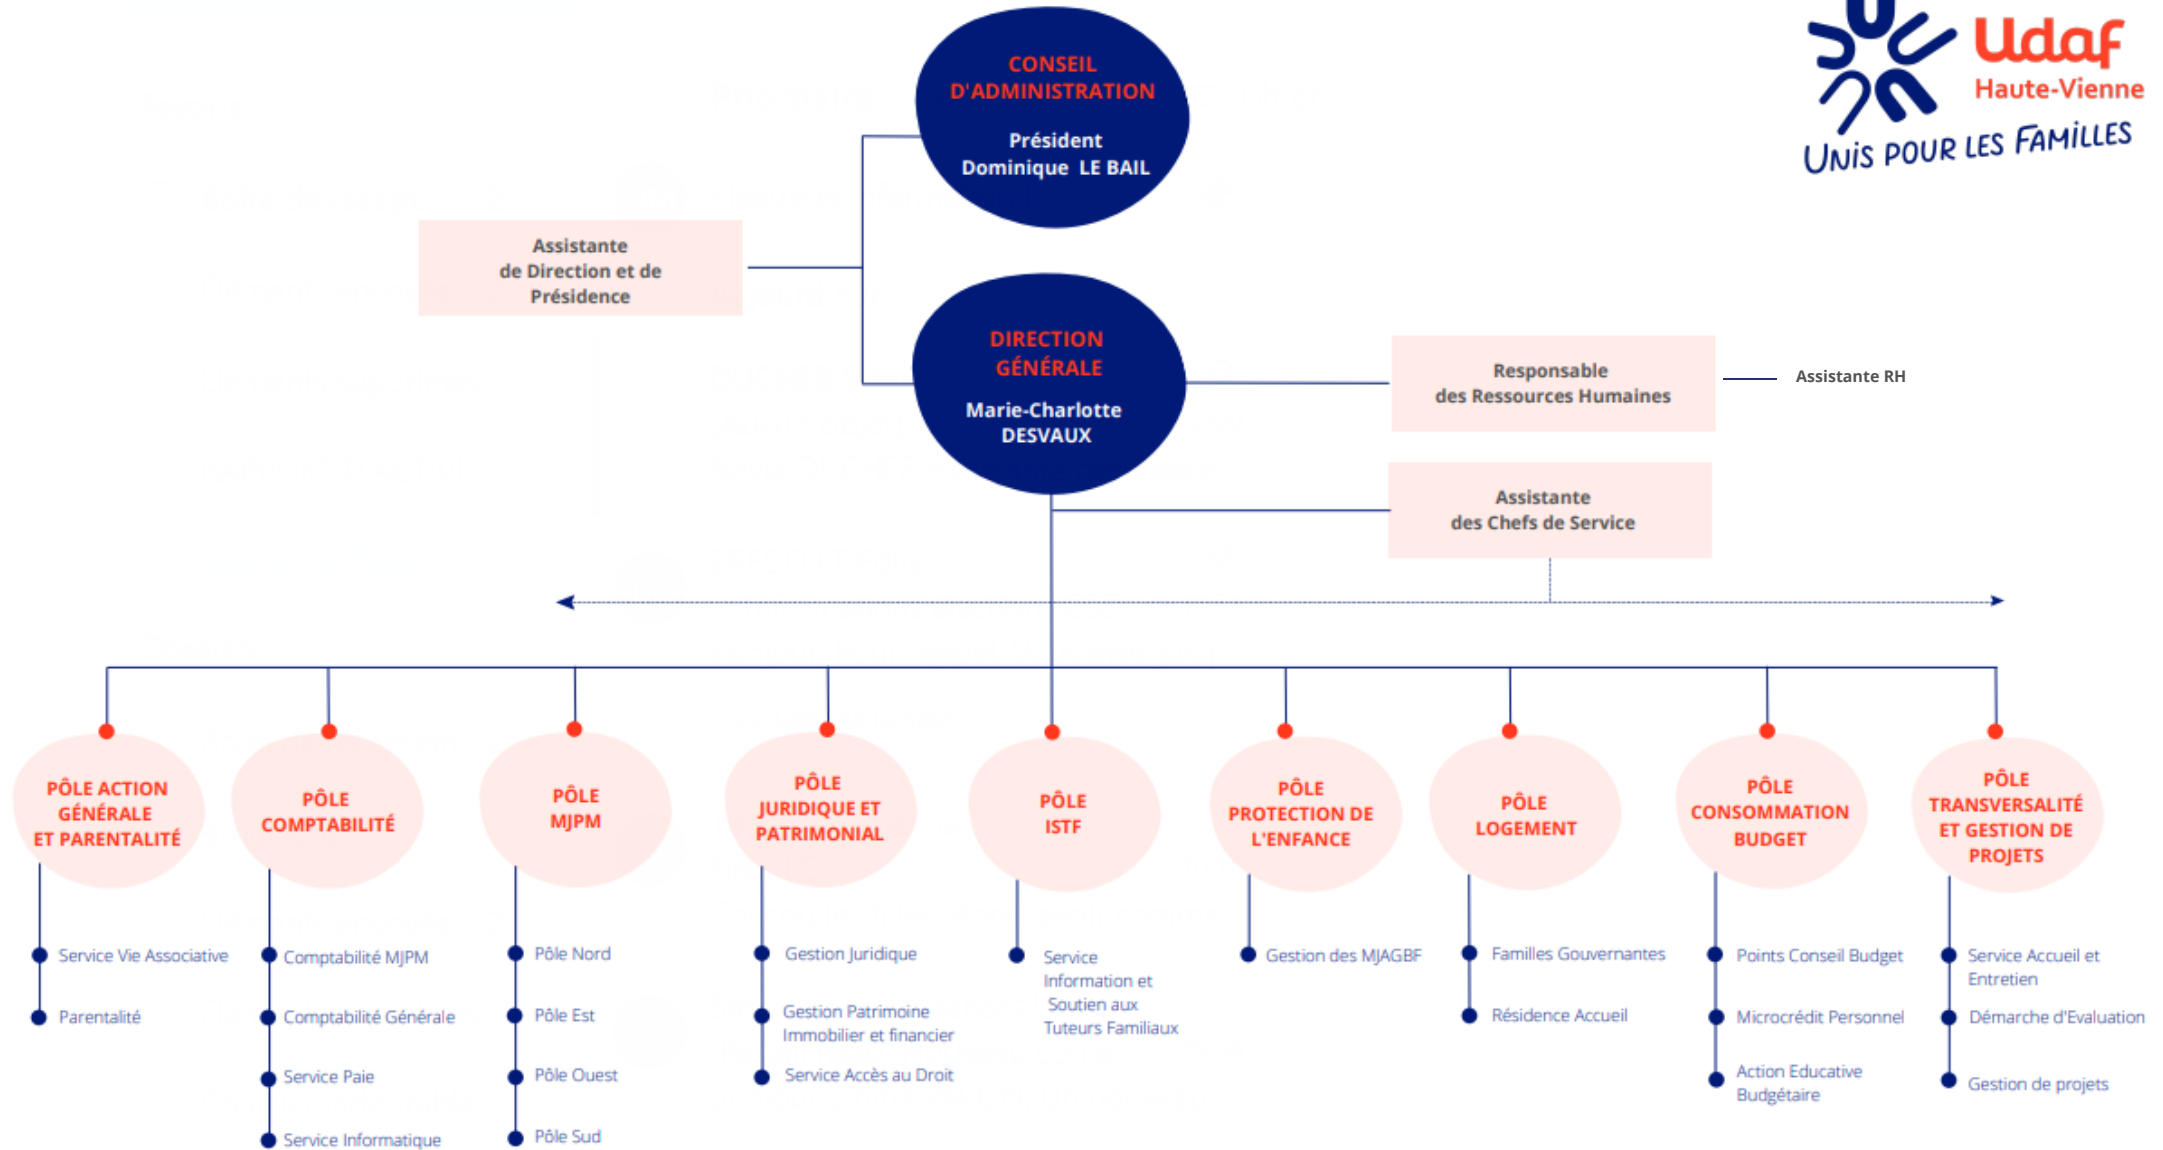 Udaf
Haute-Vienne
UNIS POUR LES FAMILLES
CONSEIL
D'ADMINISTRATION
Président
Dominique LE BAIL
Assistante
de Direction et de
Présidence
DIRECTION
GÉNÉRALE
Marie-Charlotte
DESVAUX
Responsable
des Ressources Humaines
Assistante RH
Assistante
des Chefs de Service
PÔLE ACTION
GÉNÉRALE
ET PARENTALITÉ
Service Vie Associative
Parentalité
PÔLE
COMPTABILITÉ
Comptabilité MJPM
Comptabilité Générale
Service Paie
Service Informatique
PÔLE
MJPM
Pôle Nord
Pôle Est
Pôle Ouest
Pôle Sud
PÔLE
JURIDIQUE ET
PATRIMONIAL
Gestion Juridique
Gestion Patrimoine
Immobilier et financier
Service Accès au Droit
PÔLE
ISTF
Service
Information et
Soutien aux
Tuteurs Familiaux
PÔLE
PROTECTION DE
L'ENFANCE
Gestion des MJAGBF
PÔLE
LOGEMENT
Familles Gouvernantes
Résidence Accueil
PÔLE
CONSOMMATION
BUDGET
Points Conseil Budget
Microcrédit Personnel
Action Educative
Budgétaire
PÔLE
TRANSVERSALITÉ
ET GESTION DE
PROJETS
Service Accueil et
Entretien
Démarche d'Evaluation
Gestion de projets